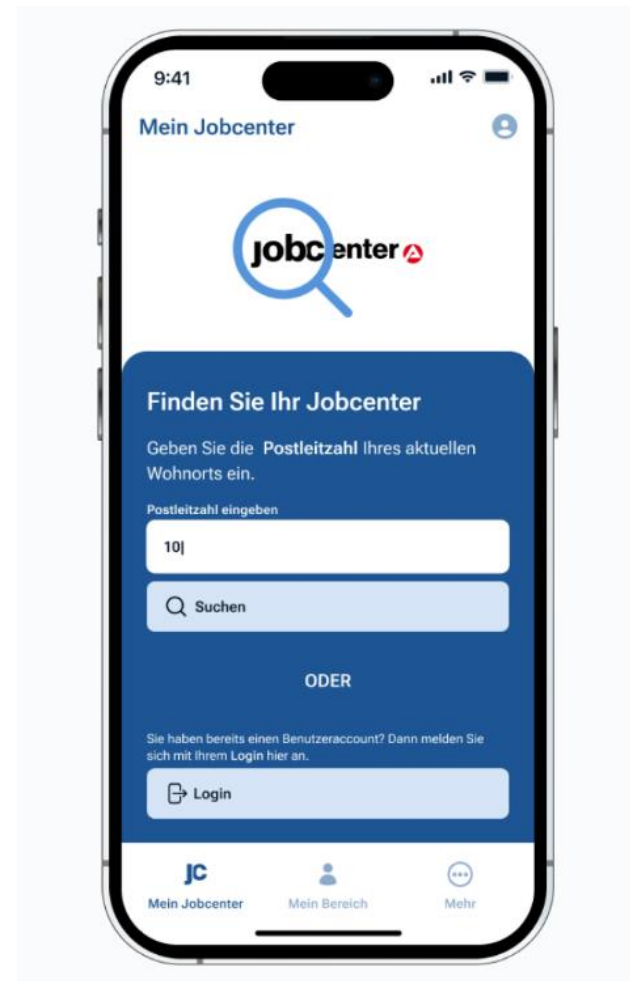 9:41
Mein Jobcenter
jobcenter
Finden Sie Ihr Jobcenter
Geben Sie die Postleitzahl Ihres aktuellen
Wohnorts ein.
Postleitzahl eingeben
10
Suchen
ODER
Sie haben bereits einen Benutzeraccount? Dann melden Sie
sich mit Ihrem Login hier an.
Login
JC
Mein Jobcenter
Mein Bereich
Mehr